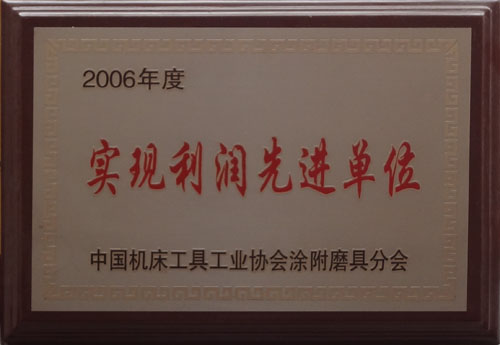 2006年度
实现利润先进单位
中国机床工具工业协会涂附磨具分会